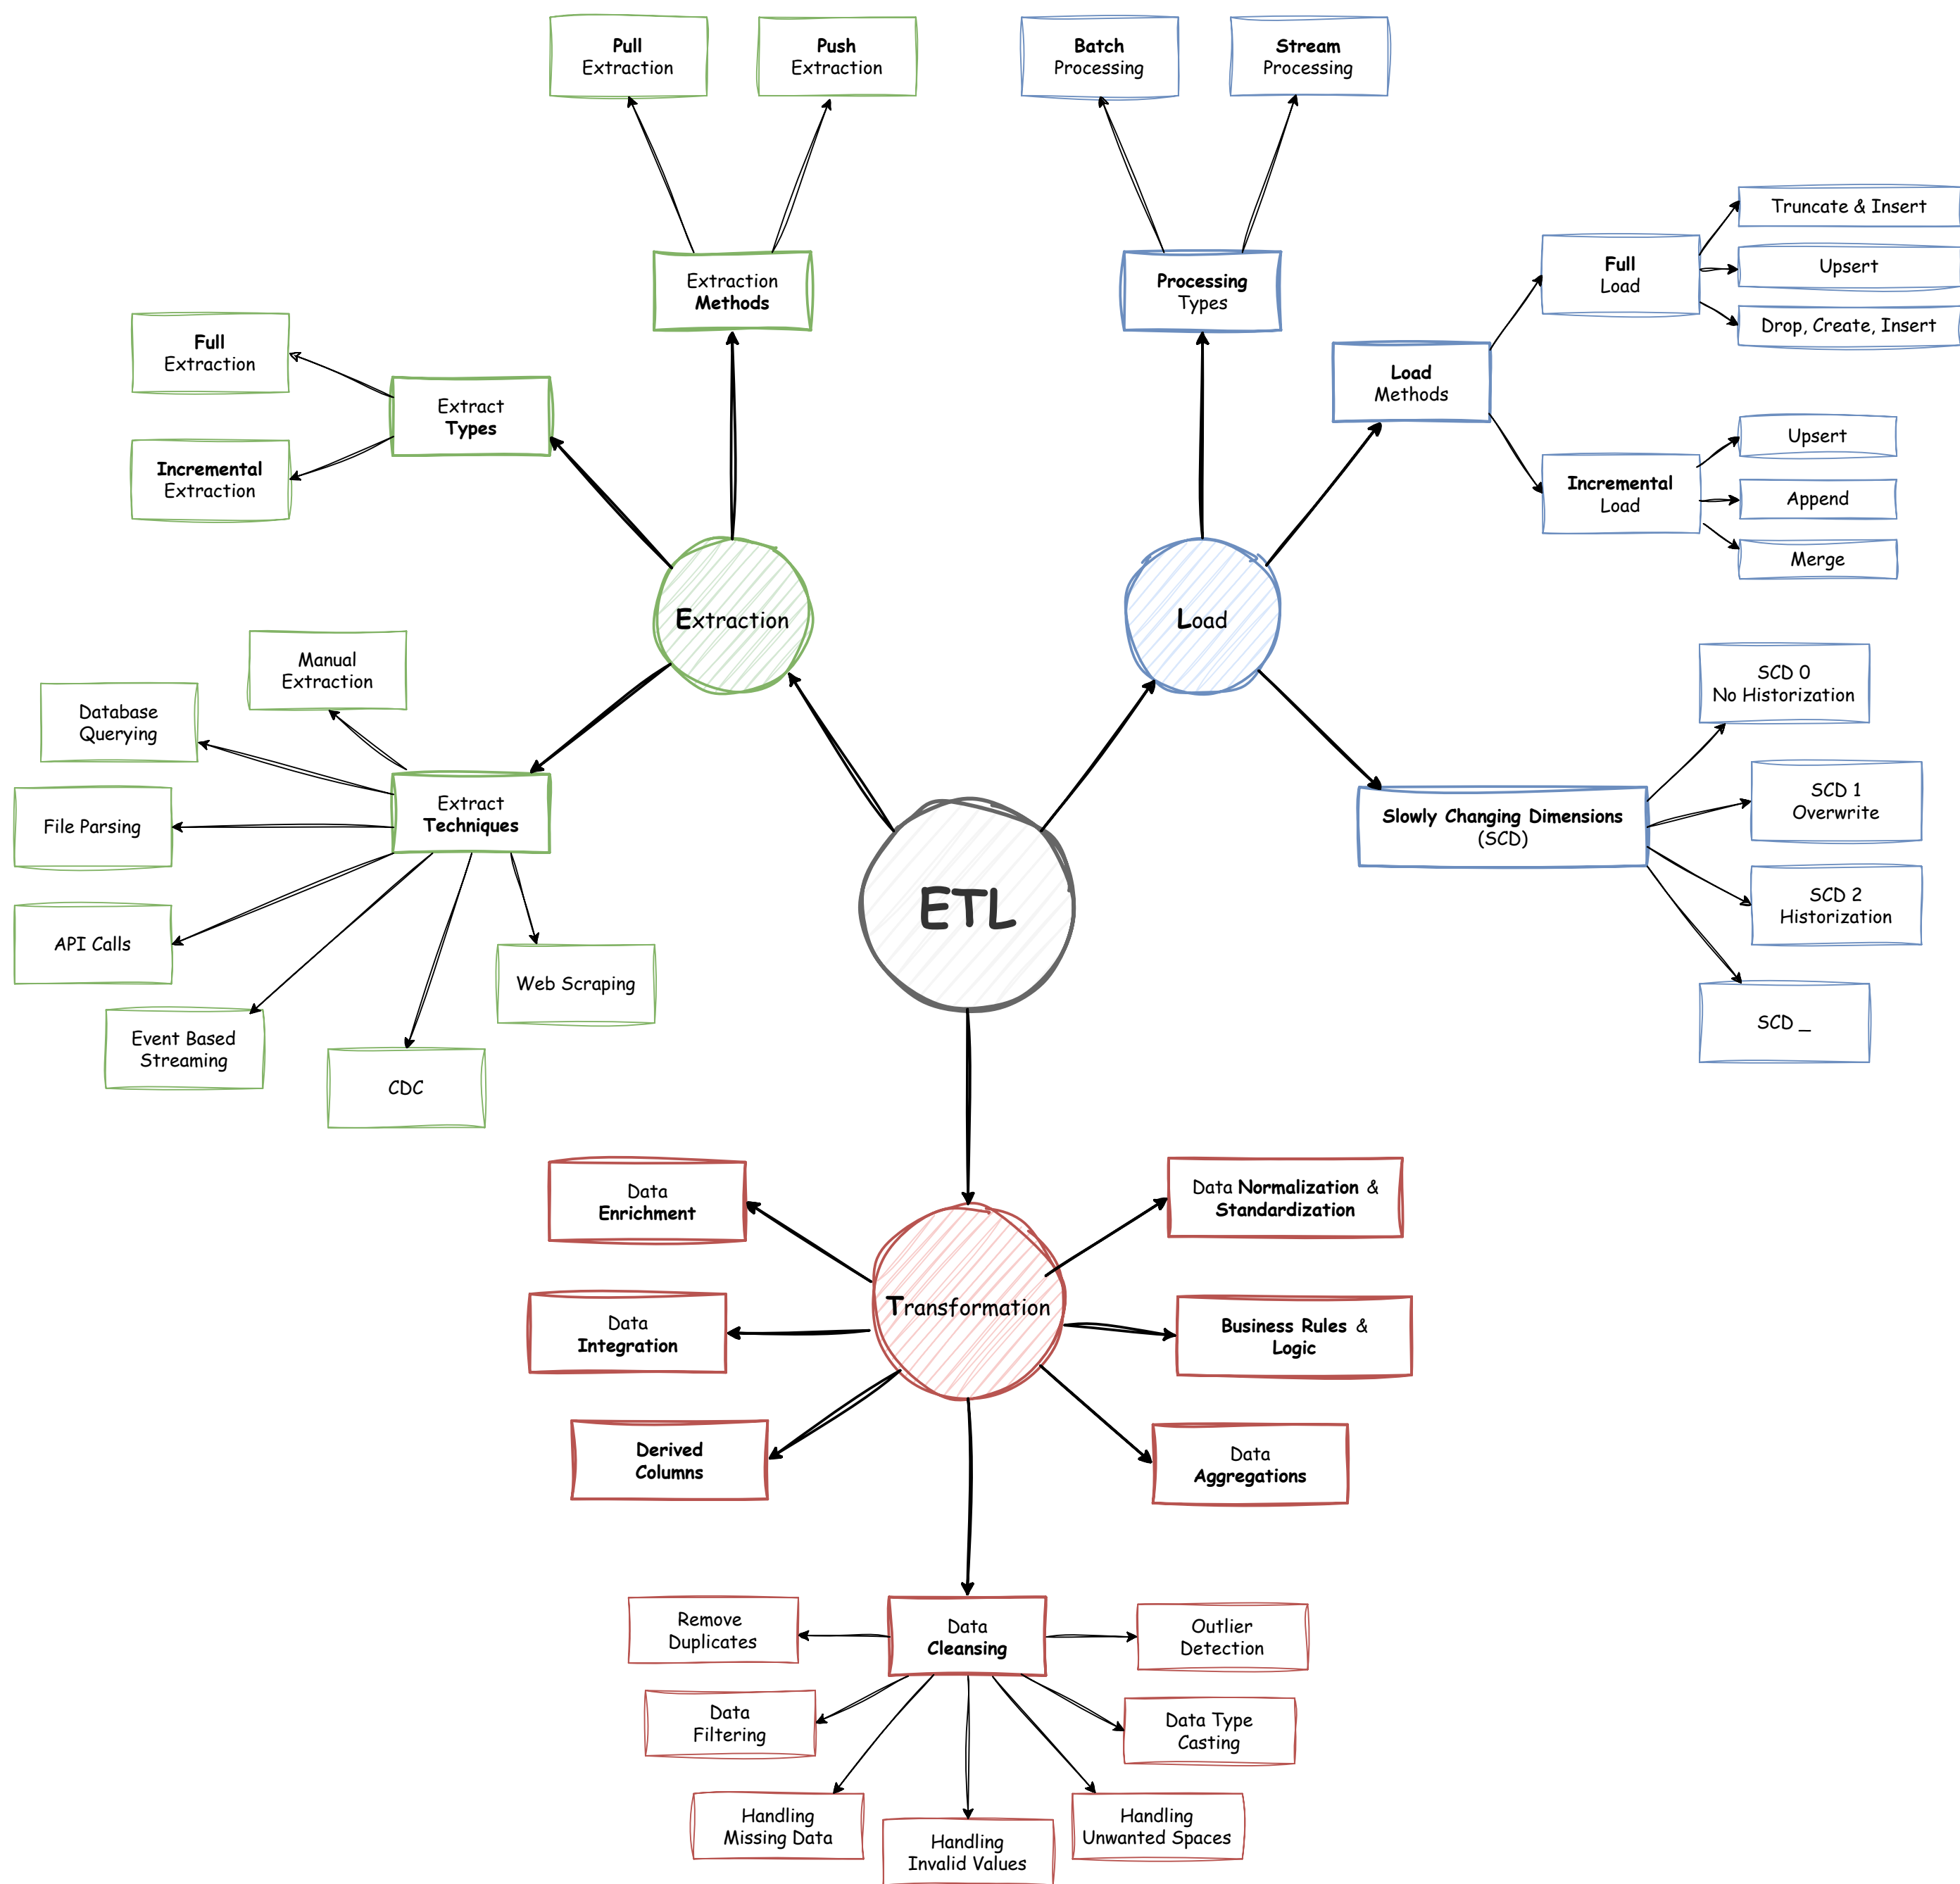 Pull
Extraction
Push
Extraction
Batch
Processing
Stream
Processing
Extraction
Methods
Processing
Types
Full
Extraction
Incremental
Extraction
Extract
Types
Load
Methods
Full
Load
Truncate & Insert
Upsert
Drop, Create, Insert
Incremental
Load
Upsert
Append
Merge
Extraction
Load
Manual
Extraction
Database
Querying
File Parsing
API Calls
Event Based
Streaming
CDC
Web Scraping
Extract
Techniques
ETL
Slowly Changing Dimensions
(SCD)
SCD 0
No Historization
SCD 1
Overwrite
SCD 2
Historization
SCD _
Data
Enrichment
Data
Integration
Derived
Columns
Transformation
Data Normalization &
Standardization
Business Rules &
Logic
Data
Aggregations
Data
Cleansing
Remove
Duplicates
Data
Filtering
Handling
Missing Data
Handling
Invalid Values
Handling
Unwanted Spaces
Data Type
Casting
Outlier
Detection